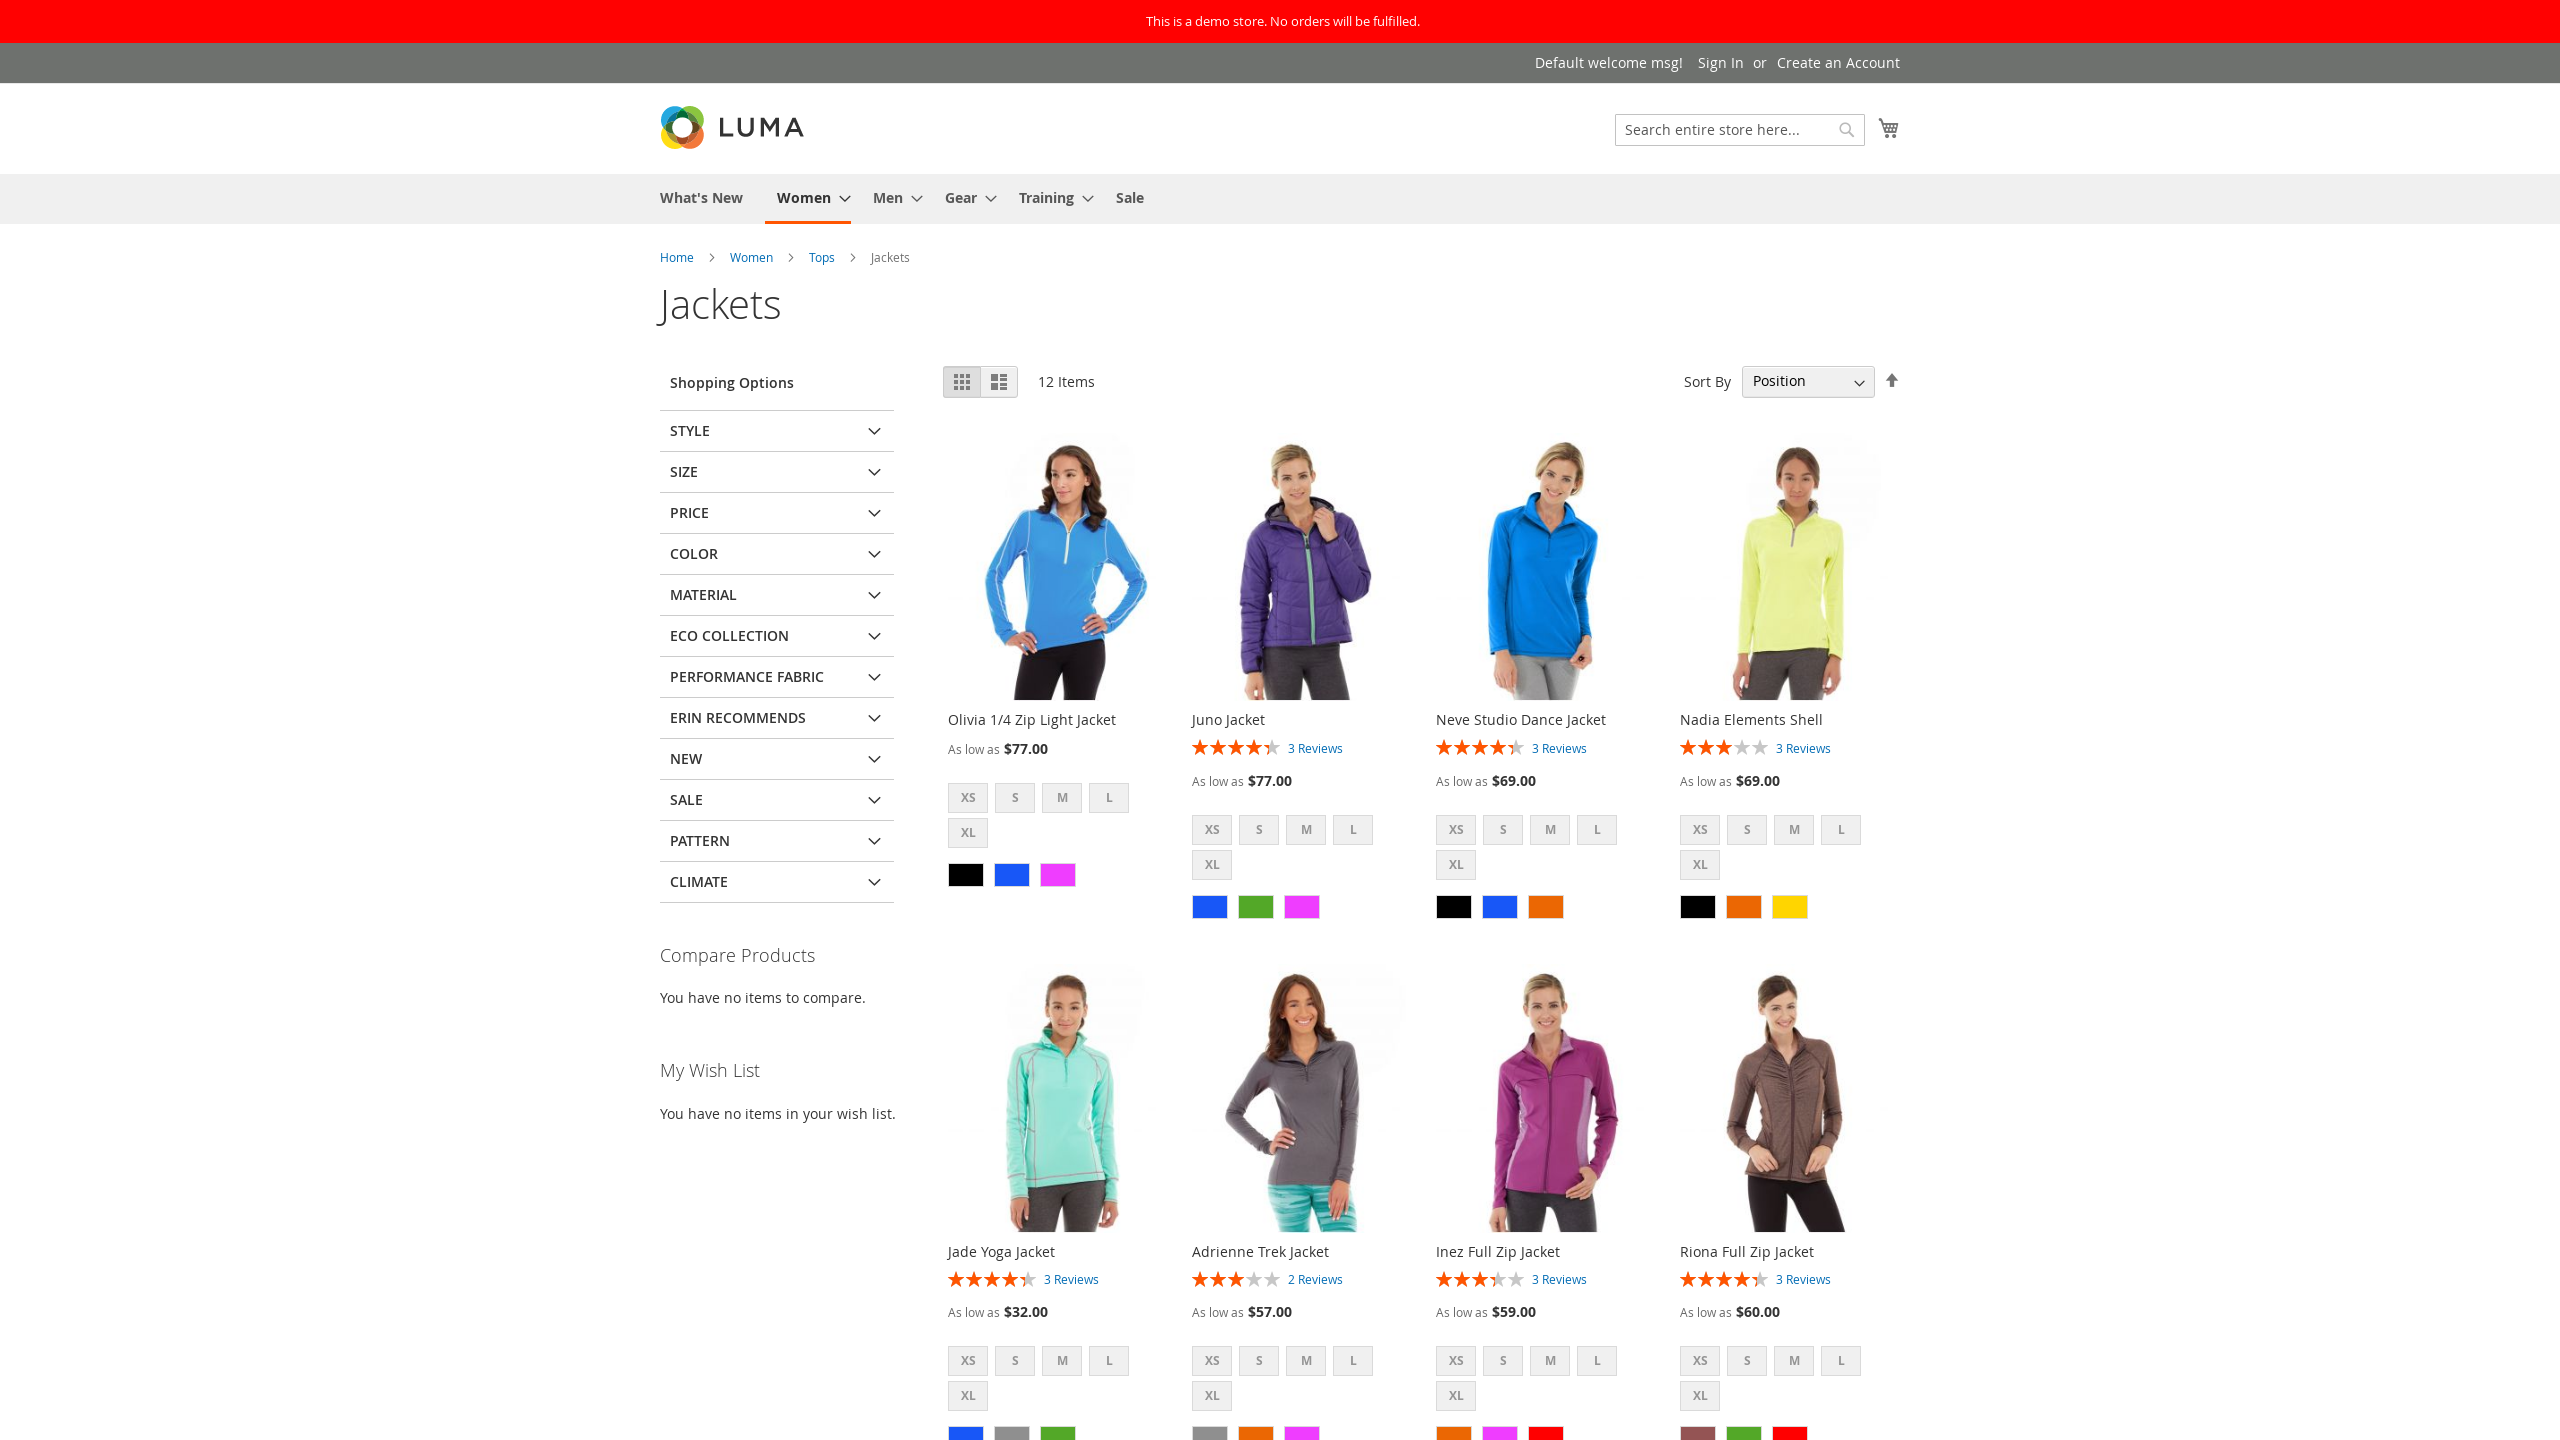 This is a demo store. No orders will be fulfilled.
Default welcome msg! Sign In or Create an Account
LUMA
Search entire store here...
What's New Women Men Gear Training Sale
Home Women Tops Jackets
Jackets
Shopping Options
STYLE
SIZE
PRICE
COLOR
MATERIAL
ECO COLLECTION
PERFORMANCE FABRIC
ERIN RECOMMENDS
NEW
SALE
PATTERN
CLIMATE
Compare Products
You have no items to compare.
My Wish List
You have no items in your wish list.
12 Items
Sort By Position
Olivia 1/4 Zip Light Jacket
As low as $77.00
XS S M L
XL
Juno Jacket
3 Reviews
As low as $77.00
XS S M L
XL
Neve Studio Dance Jacket
3 Reviews
As low as $69.00
XS S M L
XL
Nadia Elements Shell
3 Reviews
As low as $69.00
XS S M L
XL
Jade Yoga Jacket
3 Reviews
As low as $32.00
XS S M L
XL
Adrienne Trek Jacket
2 Reviews
As low as $57.00
XS S M L
XL
Inez Full Zip Jacket
3 Reviews
As low as $59.00
XS S M L
XL
Riona Full Zip Jacket
3 Reviews
As low as $60.00
XS S M L
XL